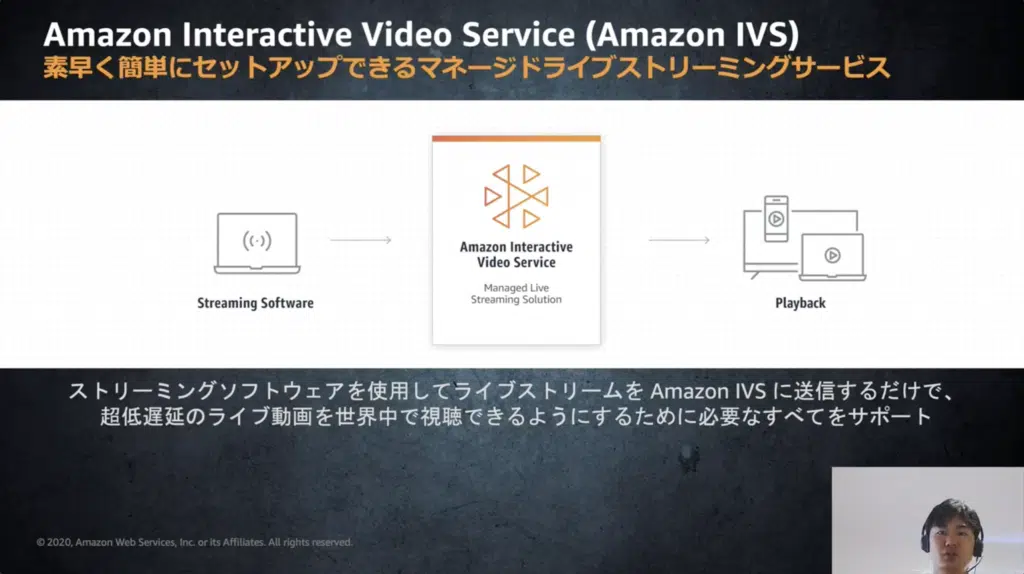 Amazon Interactive Video Service (Amazon IVS)
素早く簡単にセットアップできるマネージドライブストリーミングサービス
Streaming Software
Amazon Interactive
Video Service
Managed Live
Streaming Solution
Playback
ストリーミングソフトウェアを使用してライブストリームを Amazon IVS に送信するだけで、
超低遅延のライブ動画を世界中で視聴できるようにするために必要なすべてをサポート
© 2020, Amazon Web Services, Inc. or its Affiliates. All rights reserved.